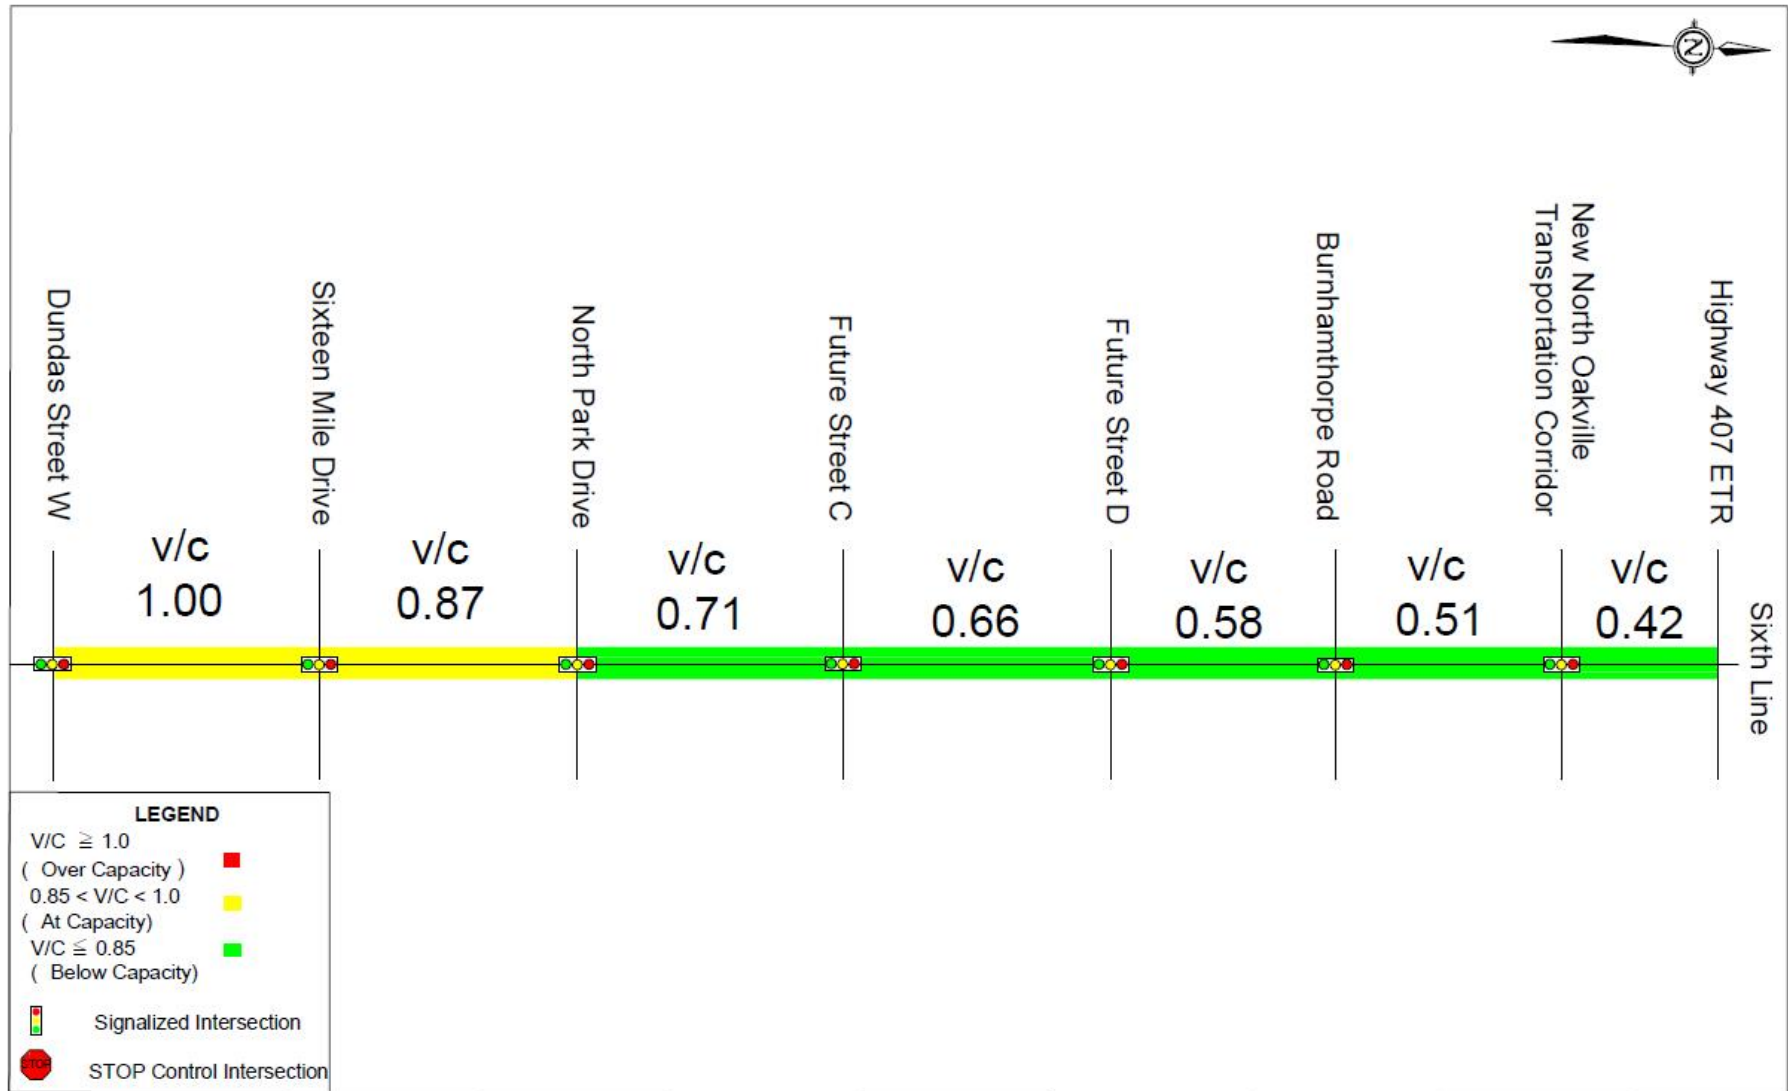 N
New North Oakville
Transportation Corridor
Dundas Street W
Sixteen Mile Drive
North Park Drive
Future Street C
Future Street D
Burnhamthorpe Road
Highway 407 ETR
v/c
1.00
v/c
0.87
v/c
0.71
v/c
0.66
v/c
0.58
v/c
0.51
v/c
0.42
Sixth Line
LEGEND
V/C ≧ 1.0
( Over Capacity )
0.85 < V/C < 1.0
( At Capacity)
V/C ≦ 0.85
( Below Capacity)
Signalized Intersection
STOP
STOP Control Intersection